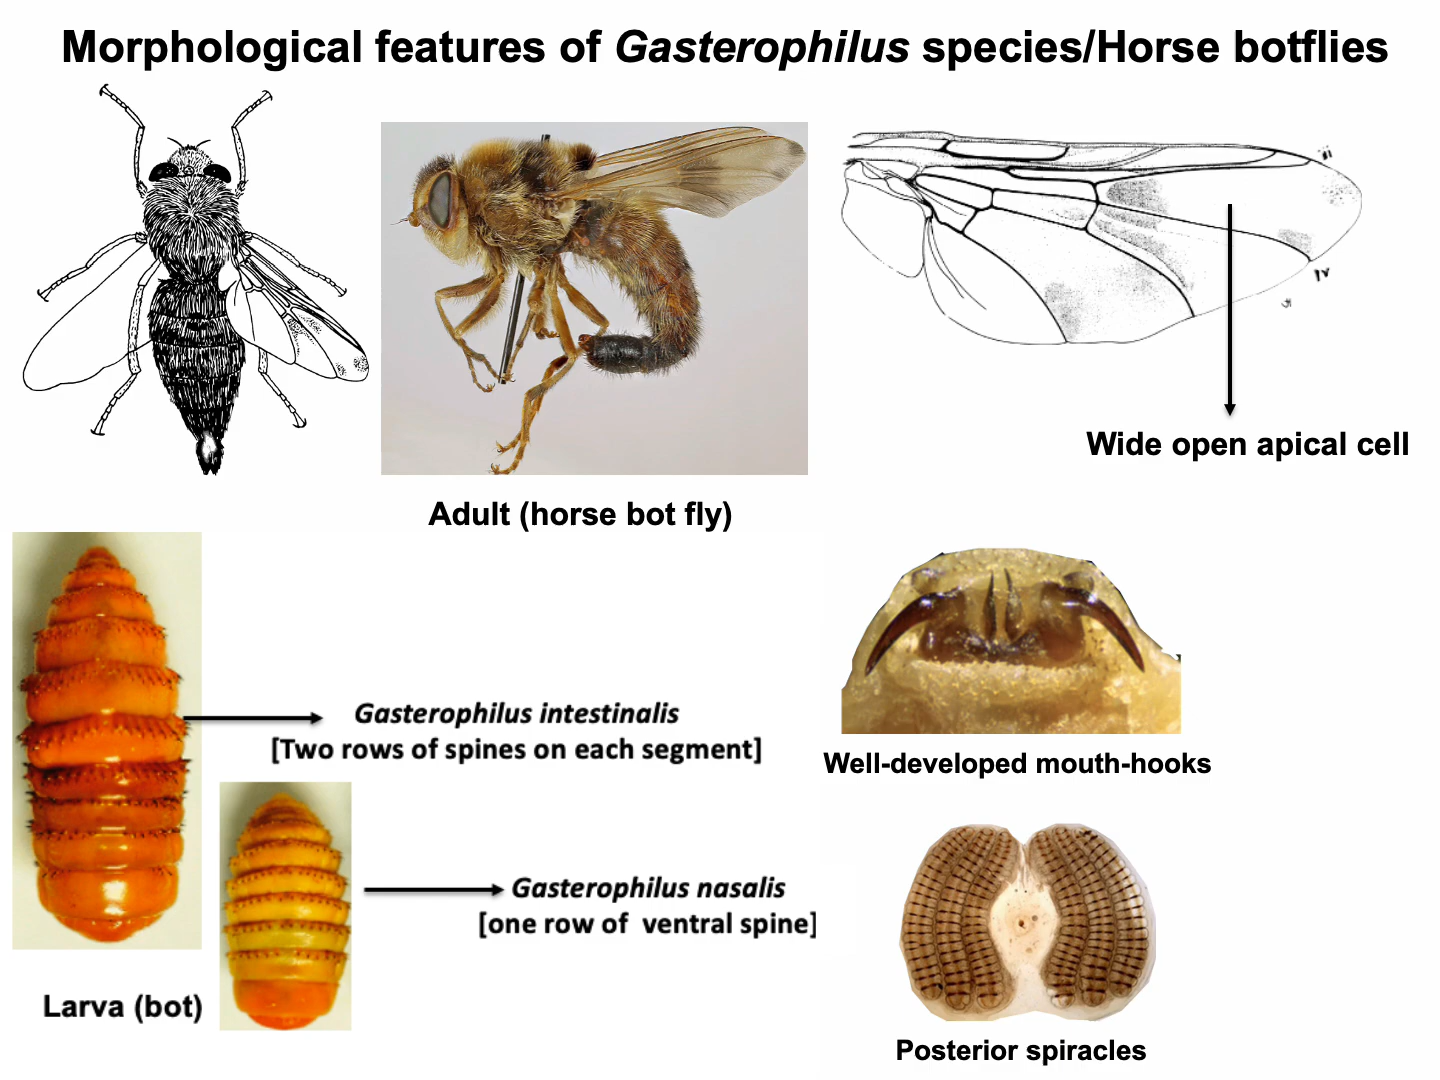 Morphological features of Gasterophilus species/Horse botflies
Wide open apical cell
Adult (horse bot fly)
Gasterophilus intestinalis
[Two rows of spines on each segment]
Well-developed mouth-hooks
Gasterophilus nasalis
[one row of ventral spine]
Larva (bot)
Posterior spiracles